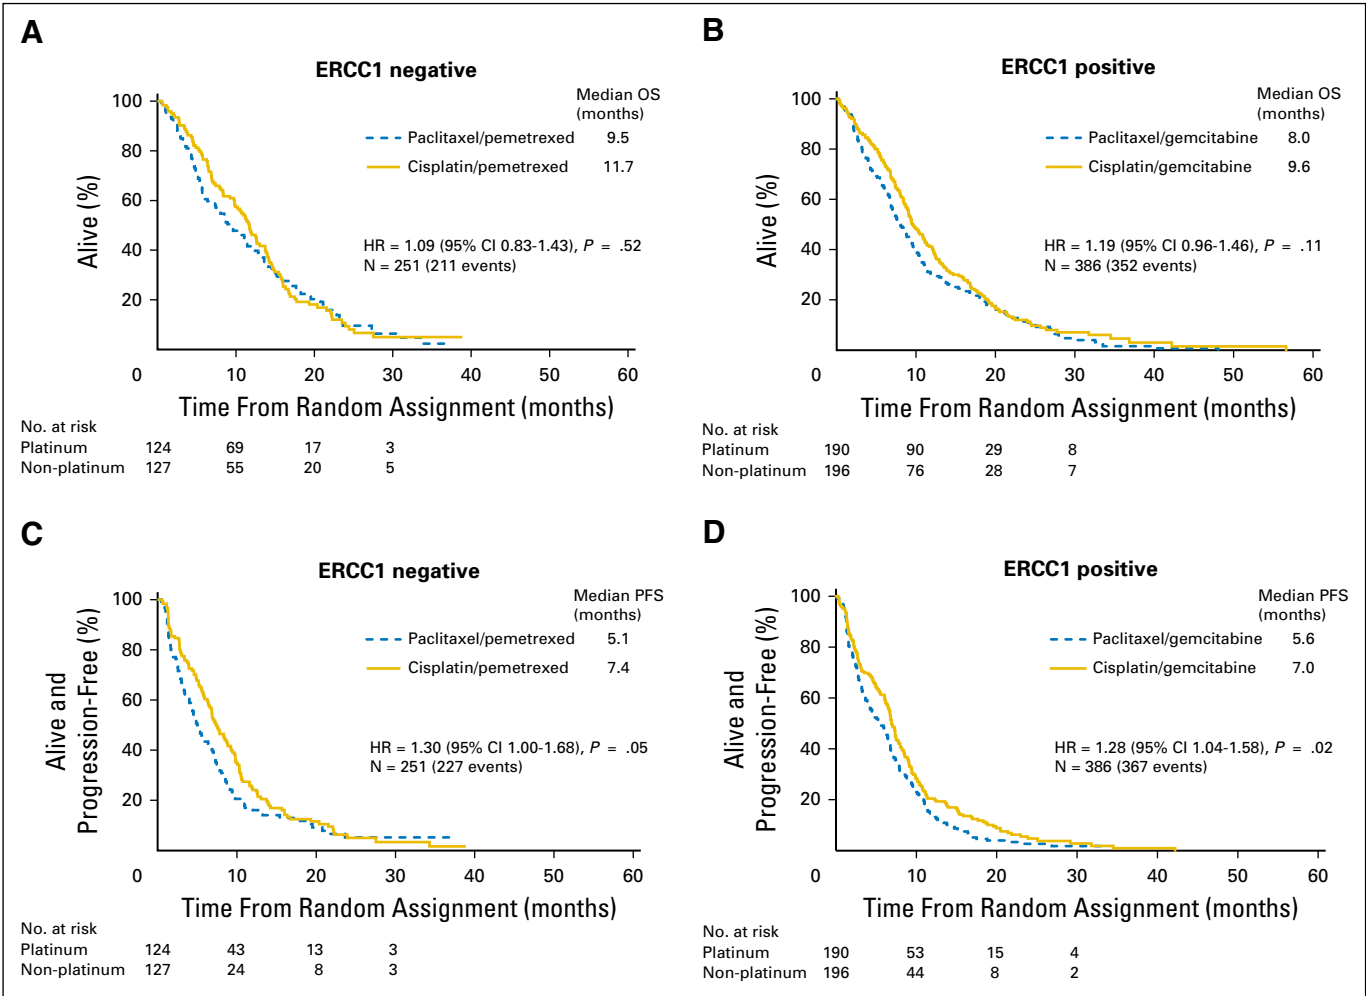 A
ERCC1 negative
Median OS
(months)
Paclitaxel/pemetrexed 9.5
Cisplatin/pemetrexed 11.7
HR = 1.09 (95% CI 0.83-1.43), P = .52
N = 251 (211 events)
Alive (%)
100
80
60
40
20
0 10 20 30 40 50 60
Time From Random Assignment (months)
No. at risk
Platinum 124 69 17 3
Non-platinum 127 55 20 5
B
ERCC1 positive
Median OS
(months)
Paclitaxel/gemcitabine 8.0
Cisplatin/gemcitabine 9.6
HR = 1.19 (95% CI 0.96-1.46), P = .11
N = 386 (352 events)
Alive (%)
100
80
60
40
20
0 10 20 30 40 50 60
Time From Random Assignment (months)
No. at risk
Platinum 190 90 29 8
Non-platinum 196 76 28 7
C
ERCC1 negative
Median PFS
(months)
Paclitaxel/pemetrexed 5.1
Cisplatin/pemetrexed 7.4
HR = 1.30 (95% CI 1.00-1.68), P = .05
N = 251 (227 events)
Alive and
Progression-Free (%)
100
80
60
40
20
0 10 20 30 40 50 60
Time From Random Assignment (months)
No. at risk
Platinum 124 43 13 3
Non-platinum 127 24 8 3
D
ERCC1 positive
Median PFS
(months)
Paclitaxel/gemcitabine 5.6
Cisplatin/gemcitabine 7.0
HR = 1.28 (95% CI 1.04-1.58), P = .02
N = 386 (367 events)
Alive and
Progression-Free (%)
100
80
60
40
20
0 10 20 30 40 50 60
Time From Random Assignment (months)
No. at risk
Platinum 190 53 15 4
Non-platinum 196 44 8 2